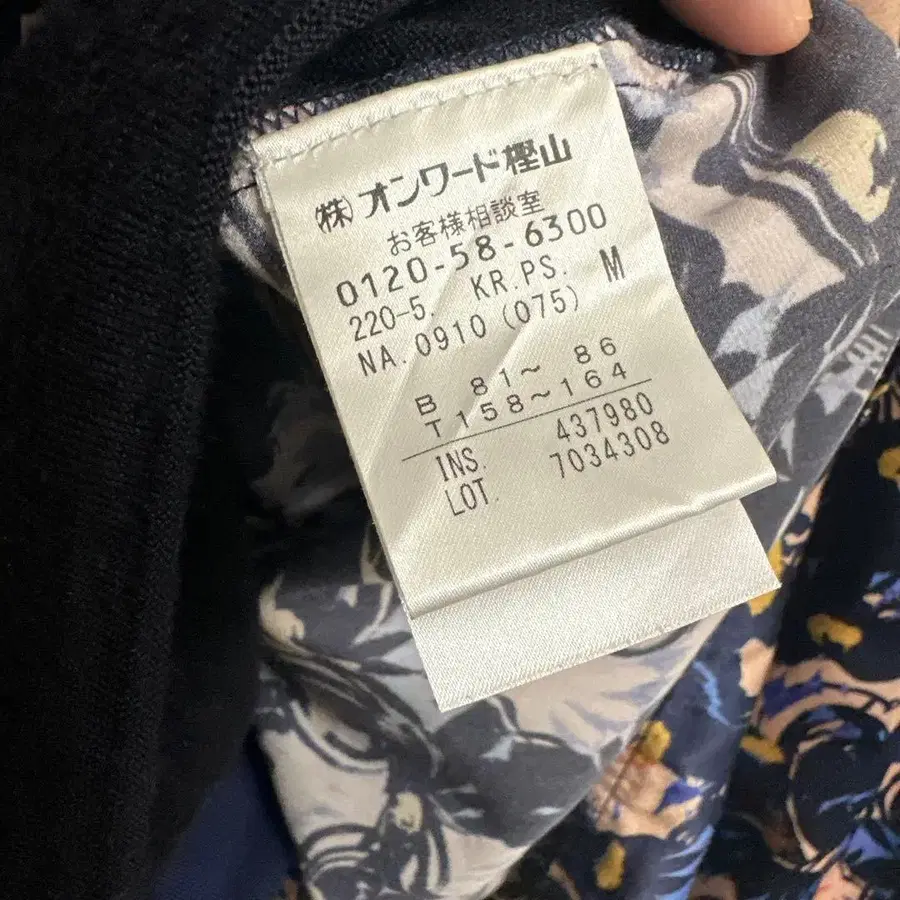 (株)オンワード樫山
お客様相談室
0120-58-6300
220-5. KR.PS. M
NA.0910(075)
B 81～ 86
T158～164
INS. 437980
LOT. 7034308